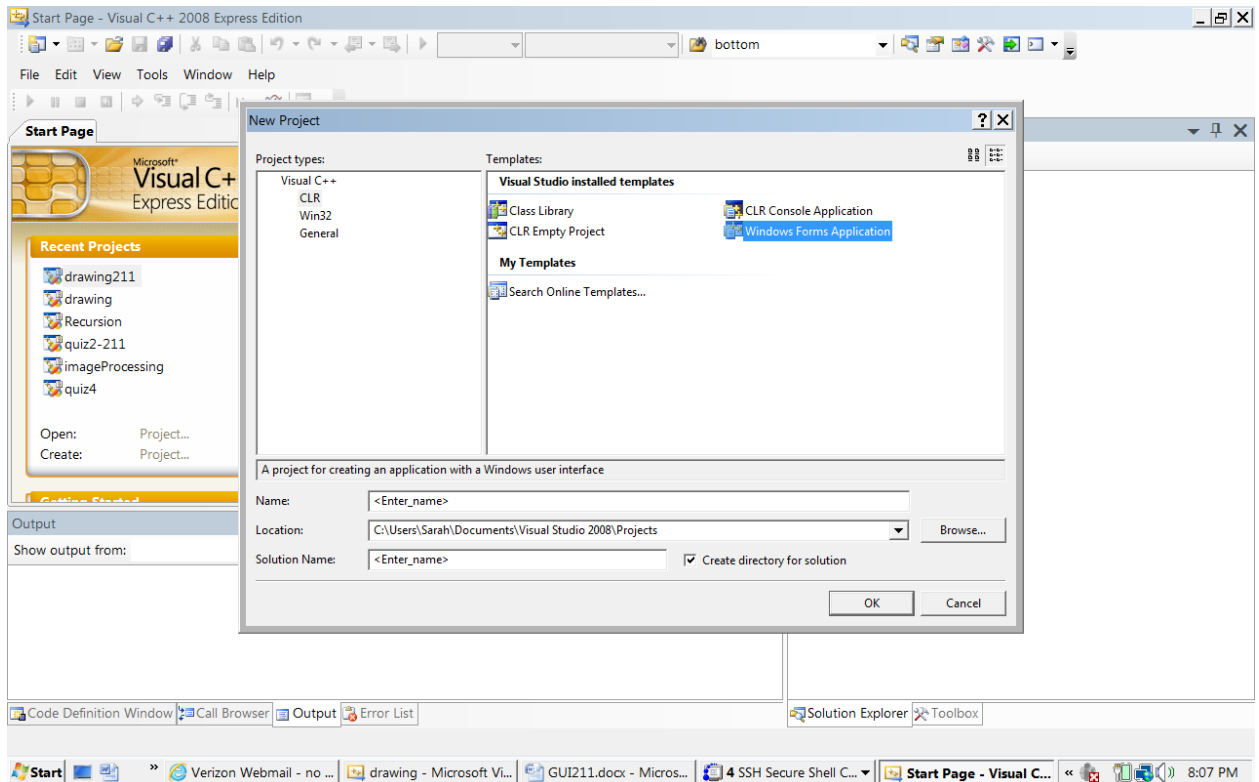 Start Page - Visual C++ 2008 Express Edition
bottom
File Edit View Tools Window Help
Start Page
Microsoft
Visual C+
Express Editic
Recent Projects
drawing211
drawing
Recursion
quiz2-211
imageProcessing
quiz4
Open: Project...
Create: Project...
Getting Started
New Project
Project types:
Visual C++
CLR
Win32
General
Templates:
Visual Studio installed templates
Class Library
CLR Console Application
CLR Empty Project
Windows Forms Application
My Templates
Search Online Templates...
A project for creating an application with a Windows user interface
Name: <Enter_name>
Location: C:\Users\Sarah\Documents\Visual Studio 2008\Projects Browse...
Solution Name: <Enter_name> Create directory for solution
OK Cancel
Output
Show output from:
Code Definition Window Call Browser Output Error List
Solution Explorer Toolbox
Start » Verizon Webmail - no ... drawing - Microsoft Vi... GUI211.docx - Micros... 4 SSH Secure Shell C... Start Page - Visual C... « 8:07 PM